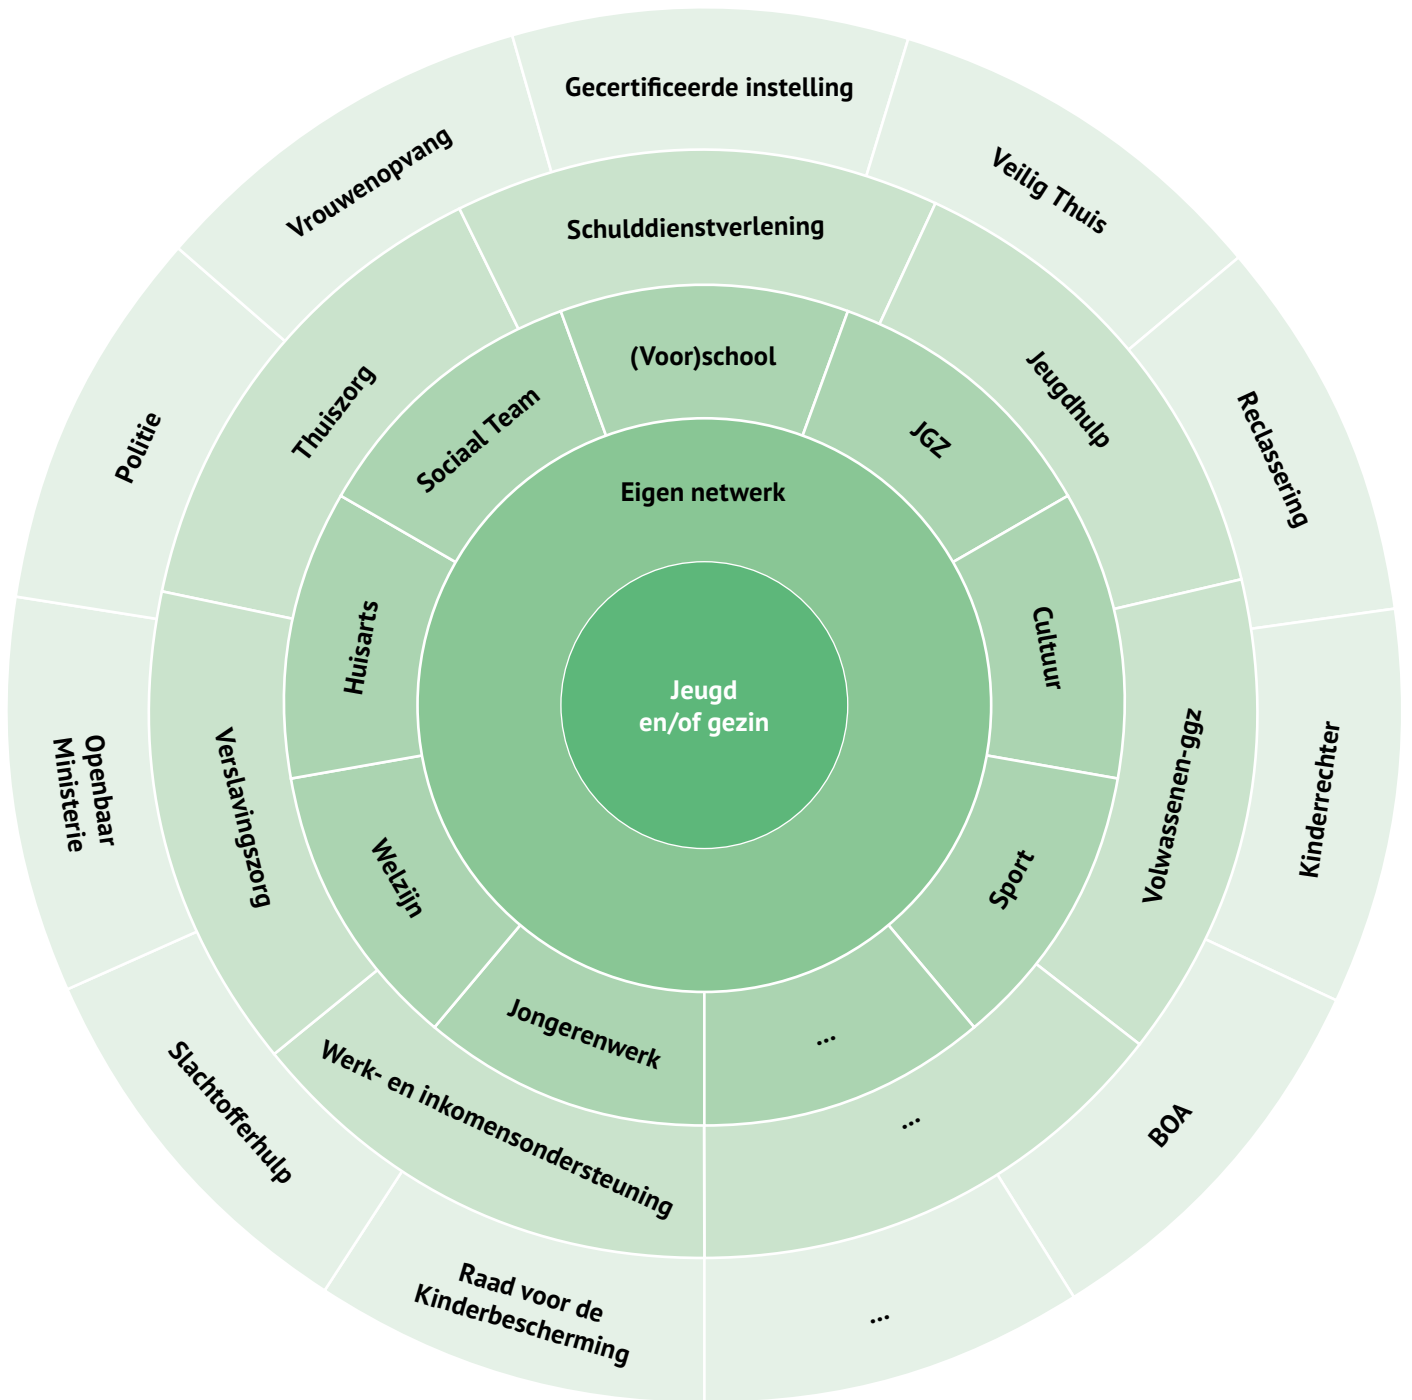 Gecertificeerde instelling
Veilig Thuis
Reclassering
Kinderrechter
BOA
...
Raad voor de
Kinderbescherming
Slachtofferhulp
Openbaar
Ministerie
Politie
Vrouwenopvang
Schulddienstverlening
Jeugdhulp
Volwassenen-ggz
...
Werk- en inkomensondersteuning
Verslavingszorg
Thuiszorg
(Voor)school
JGZ
Cultuur
Sport
...
Jongerenwerk
Welzijn
Huisarts
Sociaal Team
Eigen netwerk
Jeugd
en/of gezin